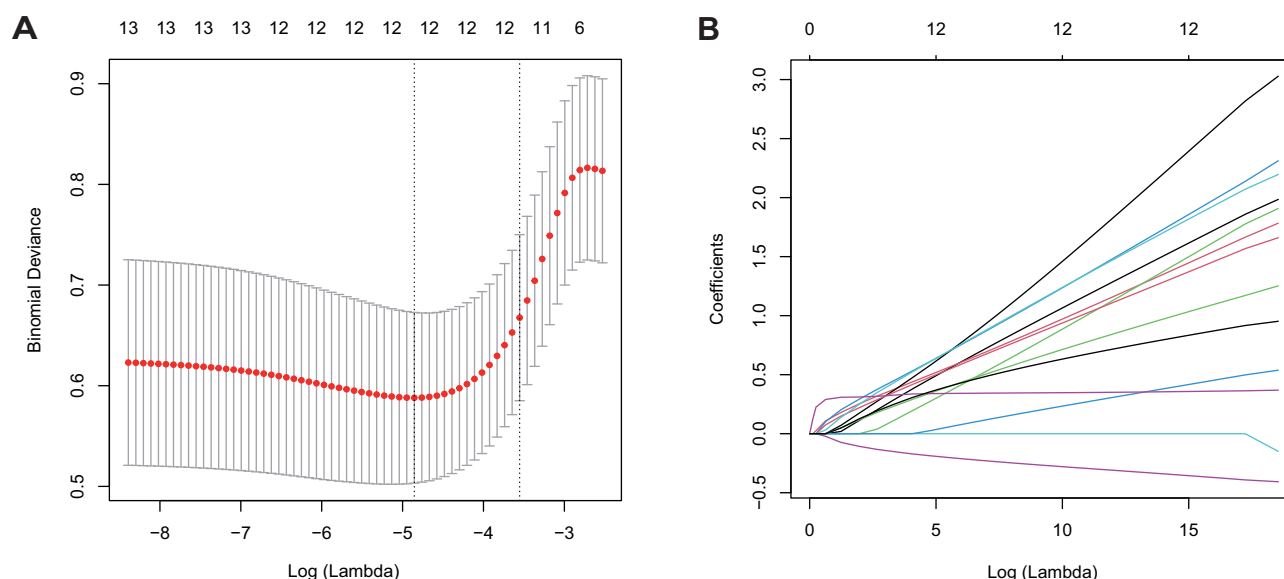 A
13 13 13 13 12 12 12 12 12 12 12 11 6
Binomial Deviance
0.9
0.8
0.7
0.6
0.5
−8 −7 −6 −5 −4 −3
Log (Lambda)
B
0 12 12 12
Coefficients
3.0
2.5
2.0
1.5
1.0
0.5
0.0
−0.5
0 5 10 15
Log (Lambda)